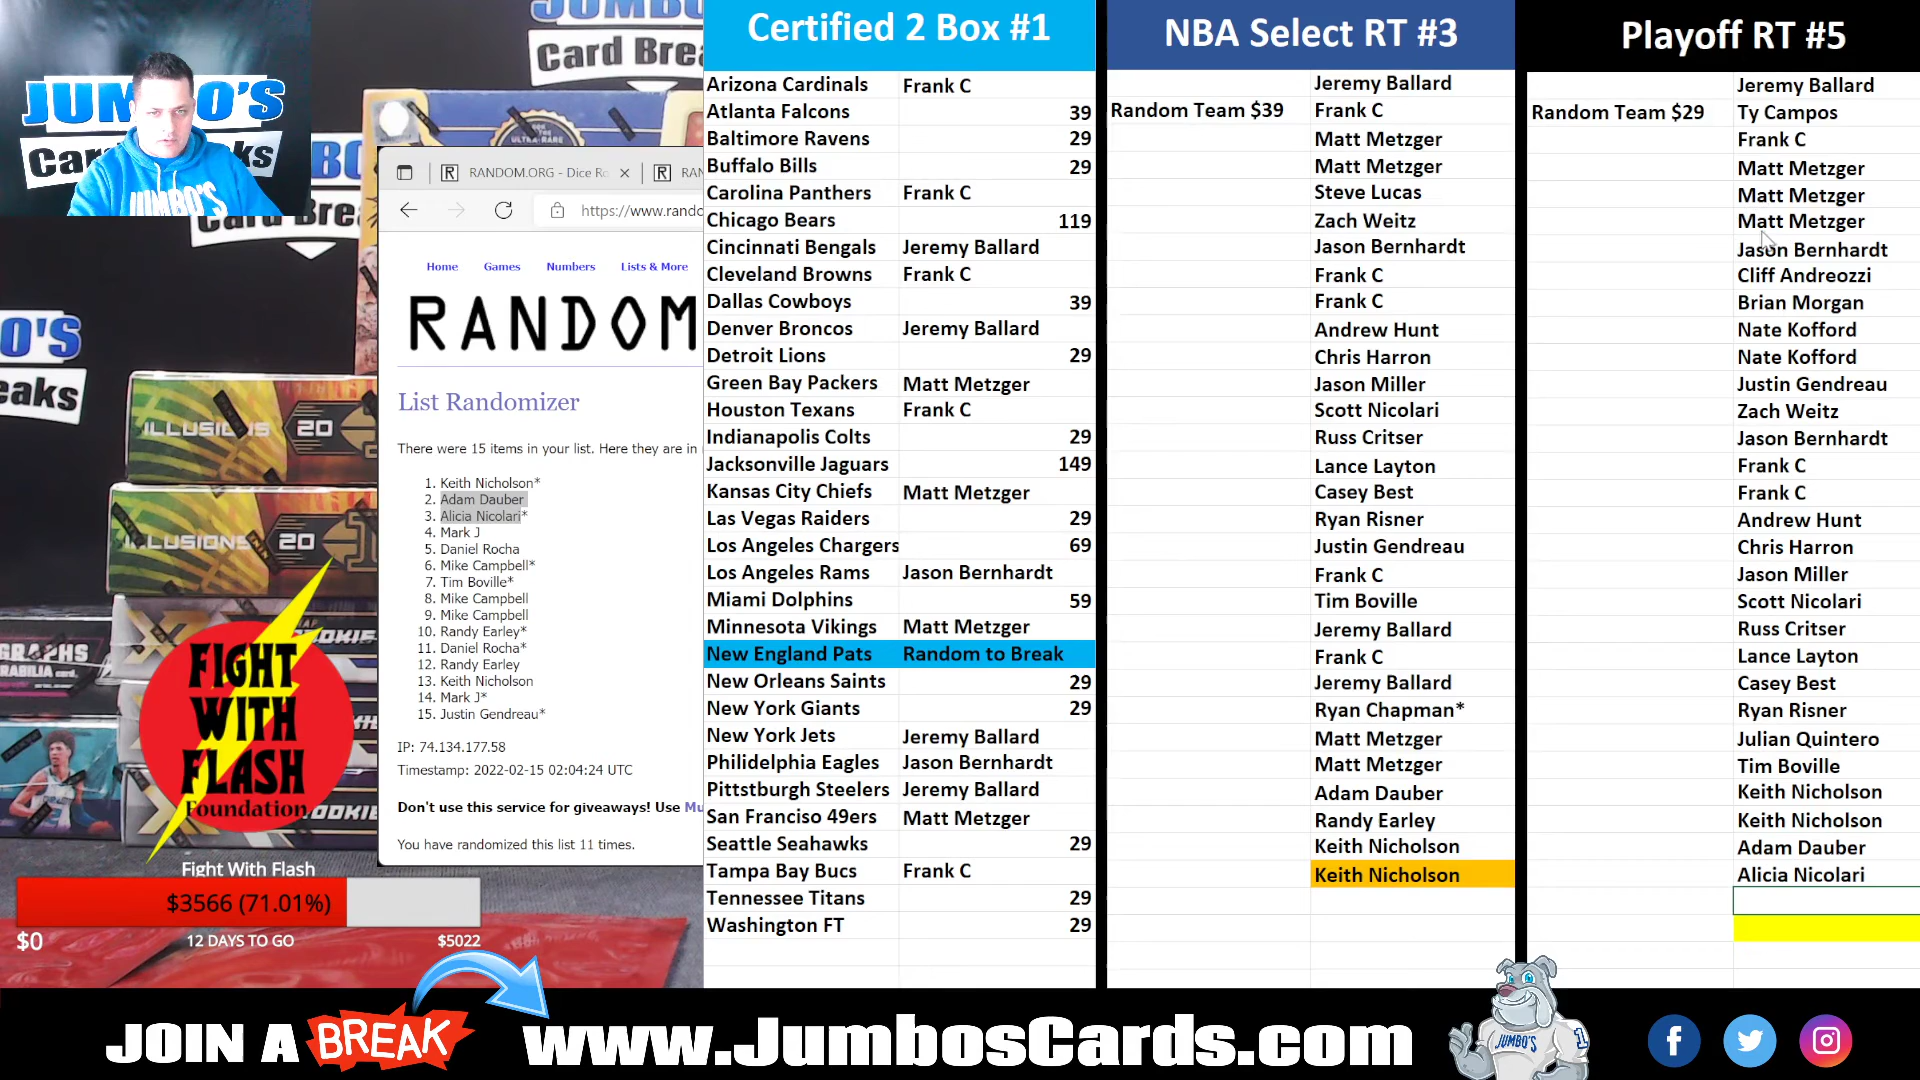 JUMBO'S
JUMBO'S
Card Breaks
RANDOM.ORG - Dice Ro
https://www.rando
Home Games Numbers Lists & More
RANDOM
List Randomizer
There were 15 items in your list. Here they are in
1. Keith Nicholson*
2. Adam Dauber
3. Alicia Nicolari*
4. Mark J
5. Daniel Rocha
6. Mike Campbell*
7. Tim Boville*
8. Mike Campbell
9. Mike Campbell
10. Randy Earley*
11. Daniel Rocha*
12. Randy Earley
13. Keith Nicholson
14. Mark J*
15. Justin Gendreau*
IP: 74.134.177.58
Timestamp: 2022-02-15 02:04:24 UTC
Don't use this service for giveaways! Use Mu
You have randomized this list 11 times.
ILLUSIONS 20
ILLUSIONS 20
FIGHT
WITH
FLASH
Foundation
Fight With Flash
$3566 (71.01%)
$0 12 DAYS TO GO $5022
Certified 2 Box #1
Arizona Cardinals Frank C
Atlanta Falcons 39
Baltimore Ravens 29
Buffalo Bills 29
Carolina Panthers Frank C
Chicago Bears 119
Cincinnati Bengals Jeremy Ballard
Cleveland Browns Frank C
Dallas Cowboys 39
Denver Broncos Jeremy Ballard
Detroit Lions 29
Green Bay Packers Matt Metzger
Houston Texans Frank C
Indianapolis Colts 29
Jacksonville Jaguars 149
Kansas City Chiefs Matt Metzger
Las Vegas Raiders 29
Los Angeles Chargers 69
Los Angeles Rams Jason Bernhardt
Miami Dolphins 59
Minnesota Vikings Matt Metzger
New England Pats Random to Break
New Orleans Saints 29
New York Giants 29
New York Jets Jeremy Ballard
Philidelphia Eagles Jason Bernhardt
Pittsturgh Steelers Jeremy Ballard
San Franciso 49ers Matt Metzger
Seattle Seahawks 29
Tampa Bay Bucs Frank C
Tennessee Titans 29
Washington FT 29
NBA Select RT #3
Jeremy Ballard
Random Team $39 Frank C
Matt Metzger
Matt Metzger
Steve Lucas
Zach Weitz
Jason Bernhardt
Frank C
Frank C
Andrew Hunt
Chris Harron
Jason Miller
Scott Nicolari
Russ Critser
Lance Layton
Casey Best
Ryan Risner
Justin Gendreau
Frank C
Tim Boville
Jeremy Ballard
Frank C
Jeremy Ballard
Ryan Chapman*
Matt Metzger
Matt Metzger
Adam Dauber
Randy Earley
Keith Nicholson
Keith Nicholson
Playoff RT #5
Jeremy Ballard
Random Team $29 Ty Campos
Frank C
Matt Metzger
Matt Metzger
Matt Metzger
Jason Bernhardt
Cliff Andreozzi
Brian Morgan
Nate Kofford
Nate Kofford
Justin Gendreau
Zach Weitz
Jason Bernhardt
Frank C
Frank C
Andrew Hunt
Chris Harron
Jason Miller
Scott Nicolari
Russ Critser
Lance Layton
Casey Best
Ryan Risner
Julian Quintero
Tim Boville
Keith Nicholson
Keith Nicholson
Adam Dauber
Alicia Nicolari
JOIN A BREAK www.JumbosCards.com
JUMBO'S 1